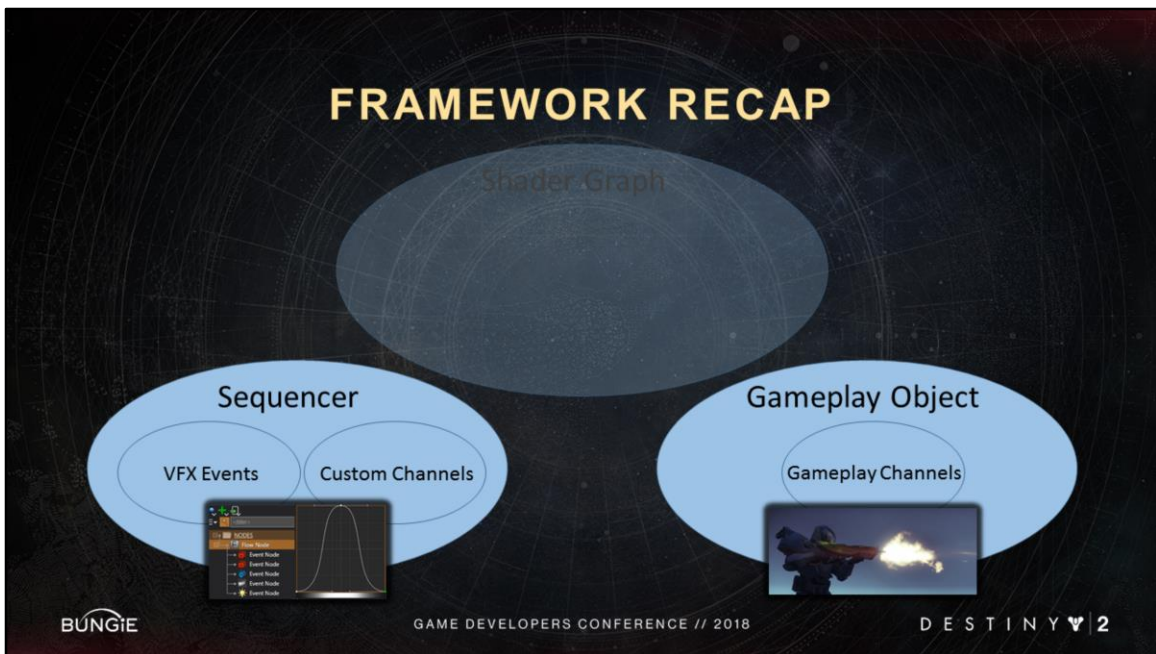 FRAMEWORK RECAP
Shader Graph
Sequencer
VFX Events
Custom Channels
Gameplay Object
Gameplay Channels
NODES
Flow Node
Event Node
Event Node
Event Node
Event Node
Event Node
BUNGiE
GAME DEVELOPERS CONFERENCE // 2018
DESTINY 2